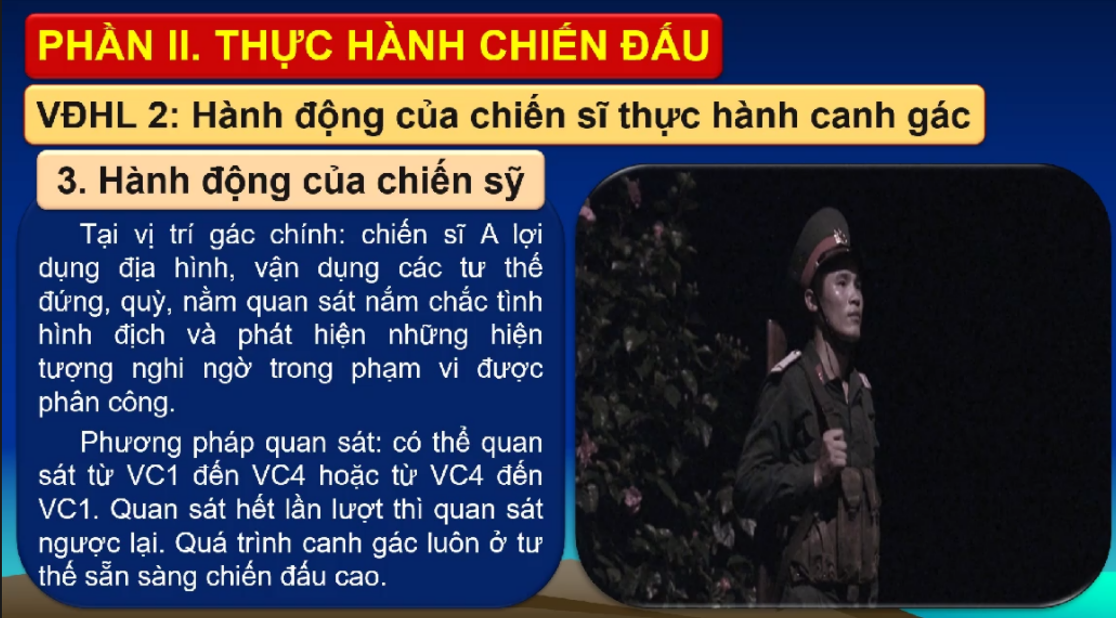 PHẦN II. THỰC HÀNH CHIẾN ĐẤU
VĐHL 2: Hành động của chiến sĩ thực hành canh gác
3. Hành động của chiến sỹ
Tại vị trí gác chính: chiến sĩ A lợi
dụng địa hình, vận dụng các tư thế
đứng, quỳ, nằm quan sát nắm chắc tình
hình địch và phát hiện những hiện
tượng nghi ngờ trong phạm vi được
phân công.
Phương pháp quan sát: có thể quan
sát từ VC1 đến VC4 hoặc từ VC4 đến
VC1. Quan sát hết lần lượt thì quan sát
ngược lại. Quá trình canh gác luôn ở tư
thế sẵn sàng chiến đấu cao.